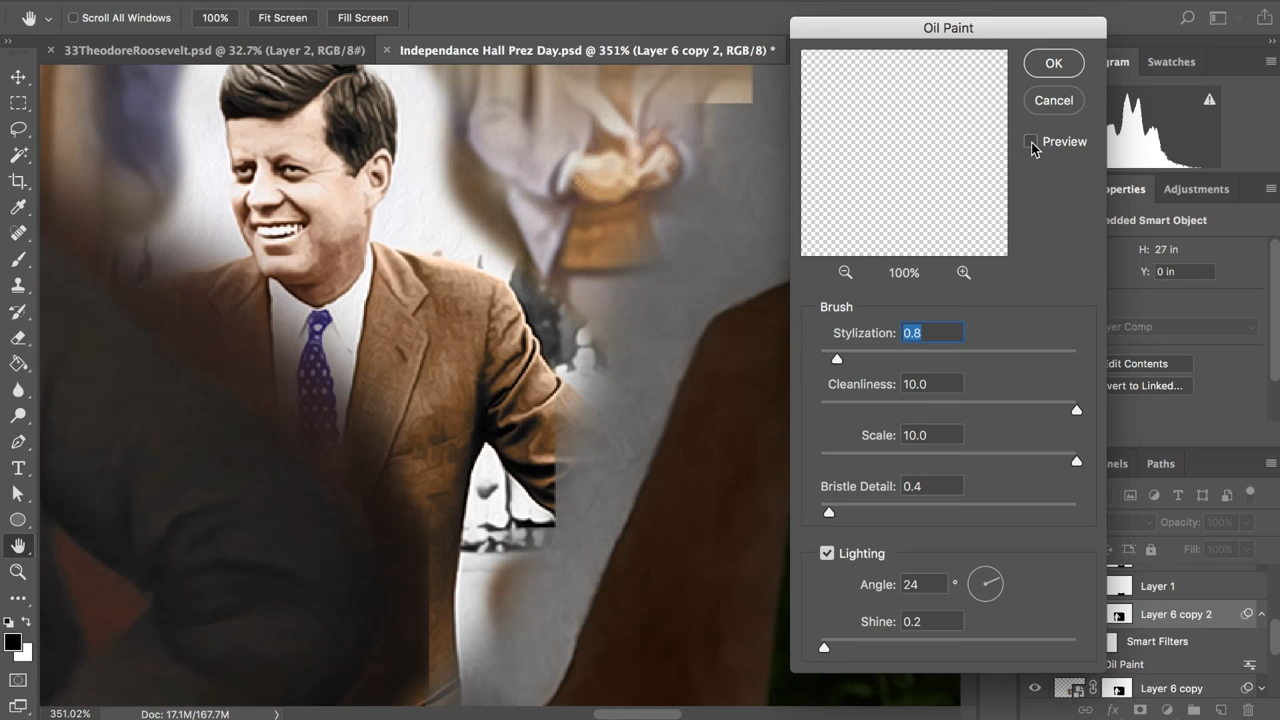 Scroll All Windows 100% Fit Screen Fill Screen
33TheodoreRoosevelt.psd @ 32.7% (Layer 2, RGB/8#) Independance Hall Prez Day.psd @ 351% (Layer 6 copy 2, RGB/8) *
Oil Paint
OK
Cancel
Preview
100%
Brush
Stylization: 0.8
Cleanliness: 10.0
Scale: 10.0
Bristle Detail: 0.4
Lighting
Angle: 24 °
Shine: 0.2
gram Swatches
operties Adjustments
edded Smart Object
H: 27 in
Y: 0 in
yer Comp
Edit Contents
vert to Linked...
nels Paths
Opacity: 100%
Fill: 100%
Layer 1
Layer 6 copy 2
Smart Filters
Oil Paint
Layer 6 copy
351.02% Doc: 17.1M/167.7M